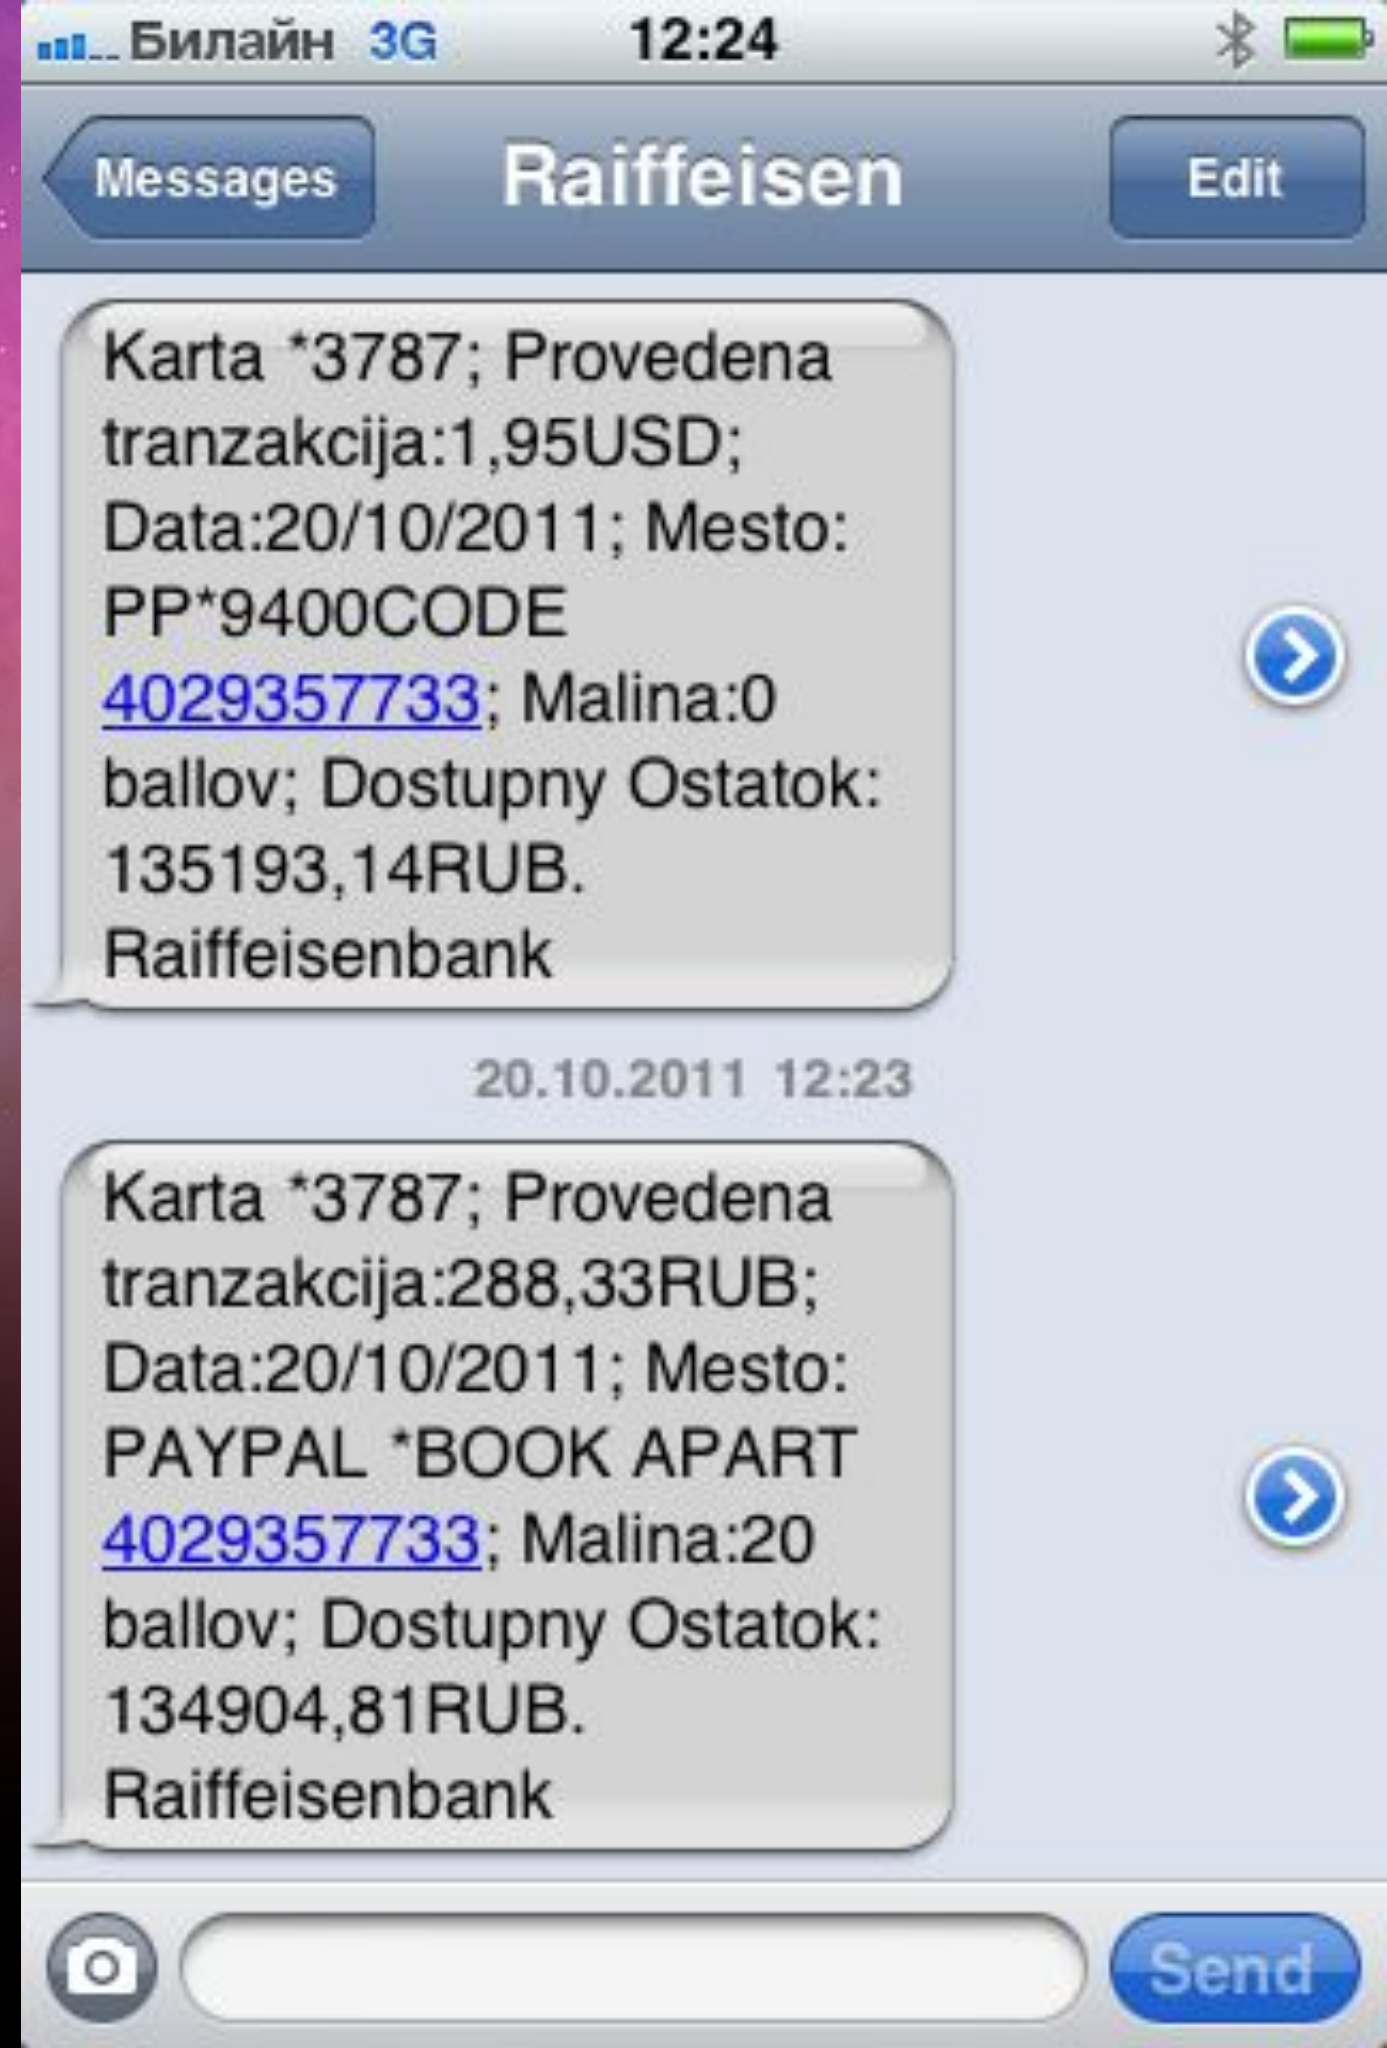 Билайн 3G 12:24
Messages Raiffeisen Edit
Karta *3787; Provedena
tranzakcija:1,95USD;
Data:20/10/2011; Mesto:
PP*9400CODE
4029357733; Malina:0
ballov; Dostupny Ostatok:
135193,14RUB.
Raiffeisenbank
20.10.2011 12:23
Karta *3787; Provedena
tranzakcija:288,33RUB;
Data:20/10/2011; Mesto:
PAYPAL *BOOK APART
4029357733; Malina:20
ballov; Dostupny Ostatok:
134904,81RUB.
Raiffeisenbank
Send